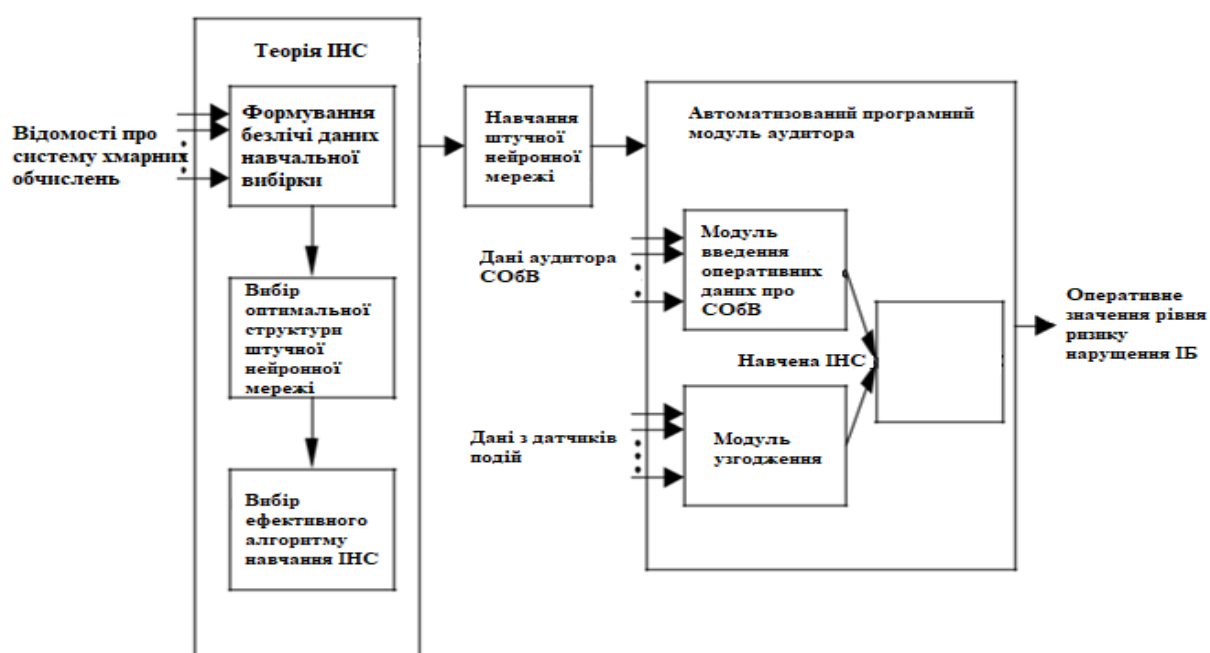 Теорія ІНС
Відомості про
систему хмарних
обчислень
Формування
безлічі даних
навчальної
вибірки
Вибір
оптимальної
структури
штучної
нейронної
мережі
Вибір
ефективного
алгоритму
навчання ІНС
Навчання
штучної
нейронної
мережі
Автоматизований програмний
модуль аудитора
Дані аудитора
СОбВ
Модуль
введення
оперативних
даних про
СОбВ
Навчена ІНС
Дані з датчиків
подій
Модуль
узгодження
Оперативне
значення рівня
ризику
нарущення ІБ